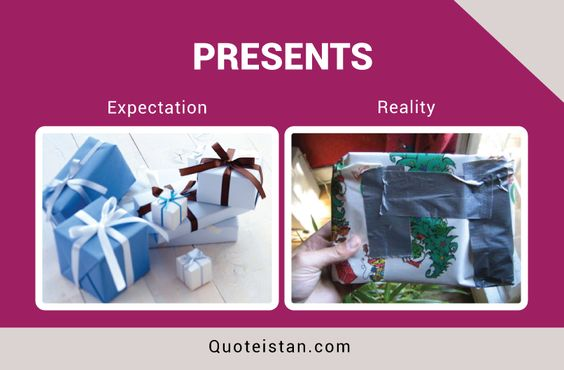 PRESENTS
Expectation
Reality
Quoteistan.com